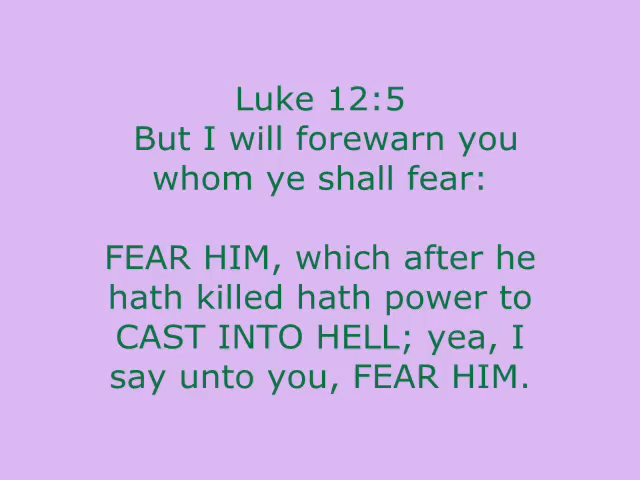 Luke 12:5
But I will forewarn you
whom ye shall fear:
FEAR HIM, which after he
hath killed hath power to
CAST INTO HELL; yea, I
say unto you, FEAR HIM.